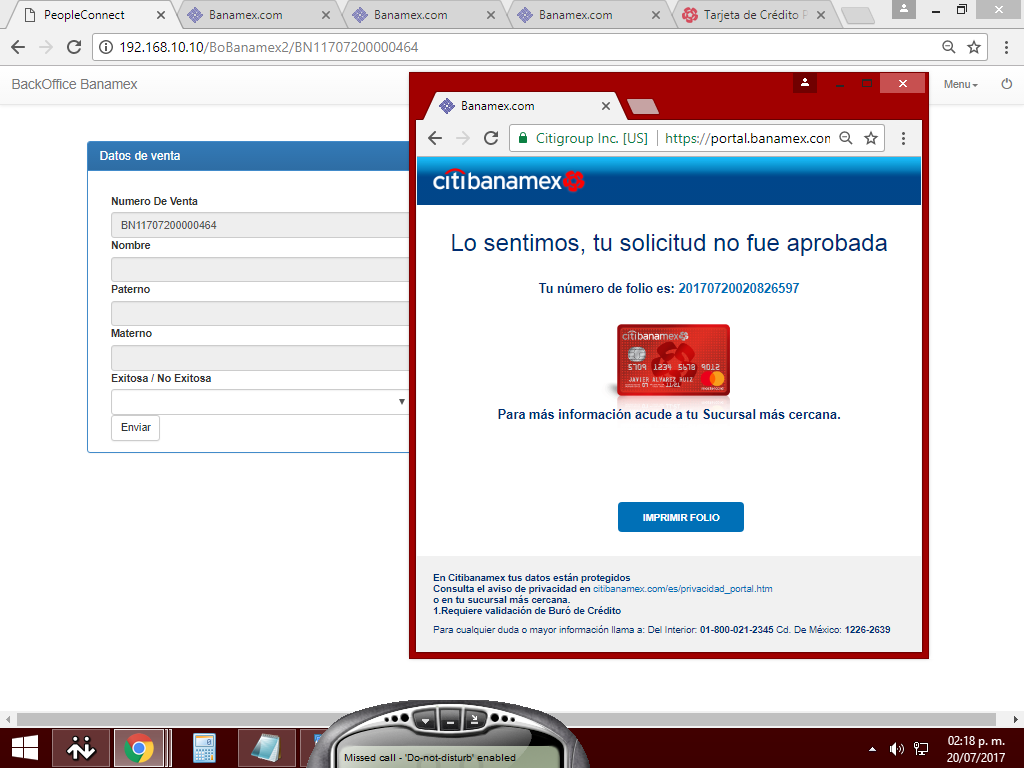 PeopleConnect
Banamex.com
Banamex.com
Banamex.com
Tarjeta de Crédito
192.168.10.10/BoBanamex2/BN11707200000464
BackOffice Banamex
Menu
Datos de venta
Numero De Venta
BN11707200000464
Nombre
Paterno
Materno
Exitosa / No Exitosa
Enviar
Banamex.com
Citigroup Inc. [US]
https://portal.banamex.com
citibanamex
Lo sentimos, tu solicitud no fue aprobada
Tu número de folio es: 20170720020826597
citibanamex
5709 1234 5678 9012
JAVIER ALVAREZ RUIZ
Para más información acude a tu Sucursal más cercana.
IMPRIMIR FOLIO
En Citibanamex tus datos están protegidos
Consulta el aviso de privacidad en citibanamex.com/es/privacidad_portal.htm
o en tu sucursal más cercana.
1.Requiere validación de Buró de Crédito
Para cualquier duda o mayor información llama a: Del Interior: 01-800-021-2345 Cd. De México: 1226-2639
Missed call - 'Do-not-disturb' enabled
02:18 p. m.
20/07/2017